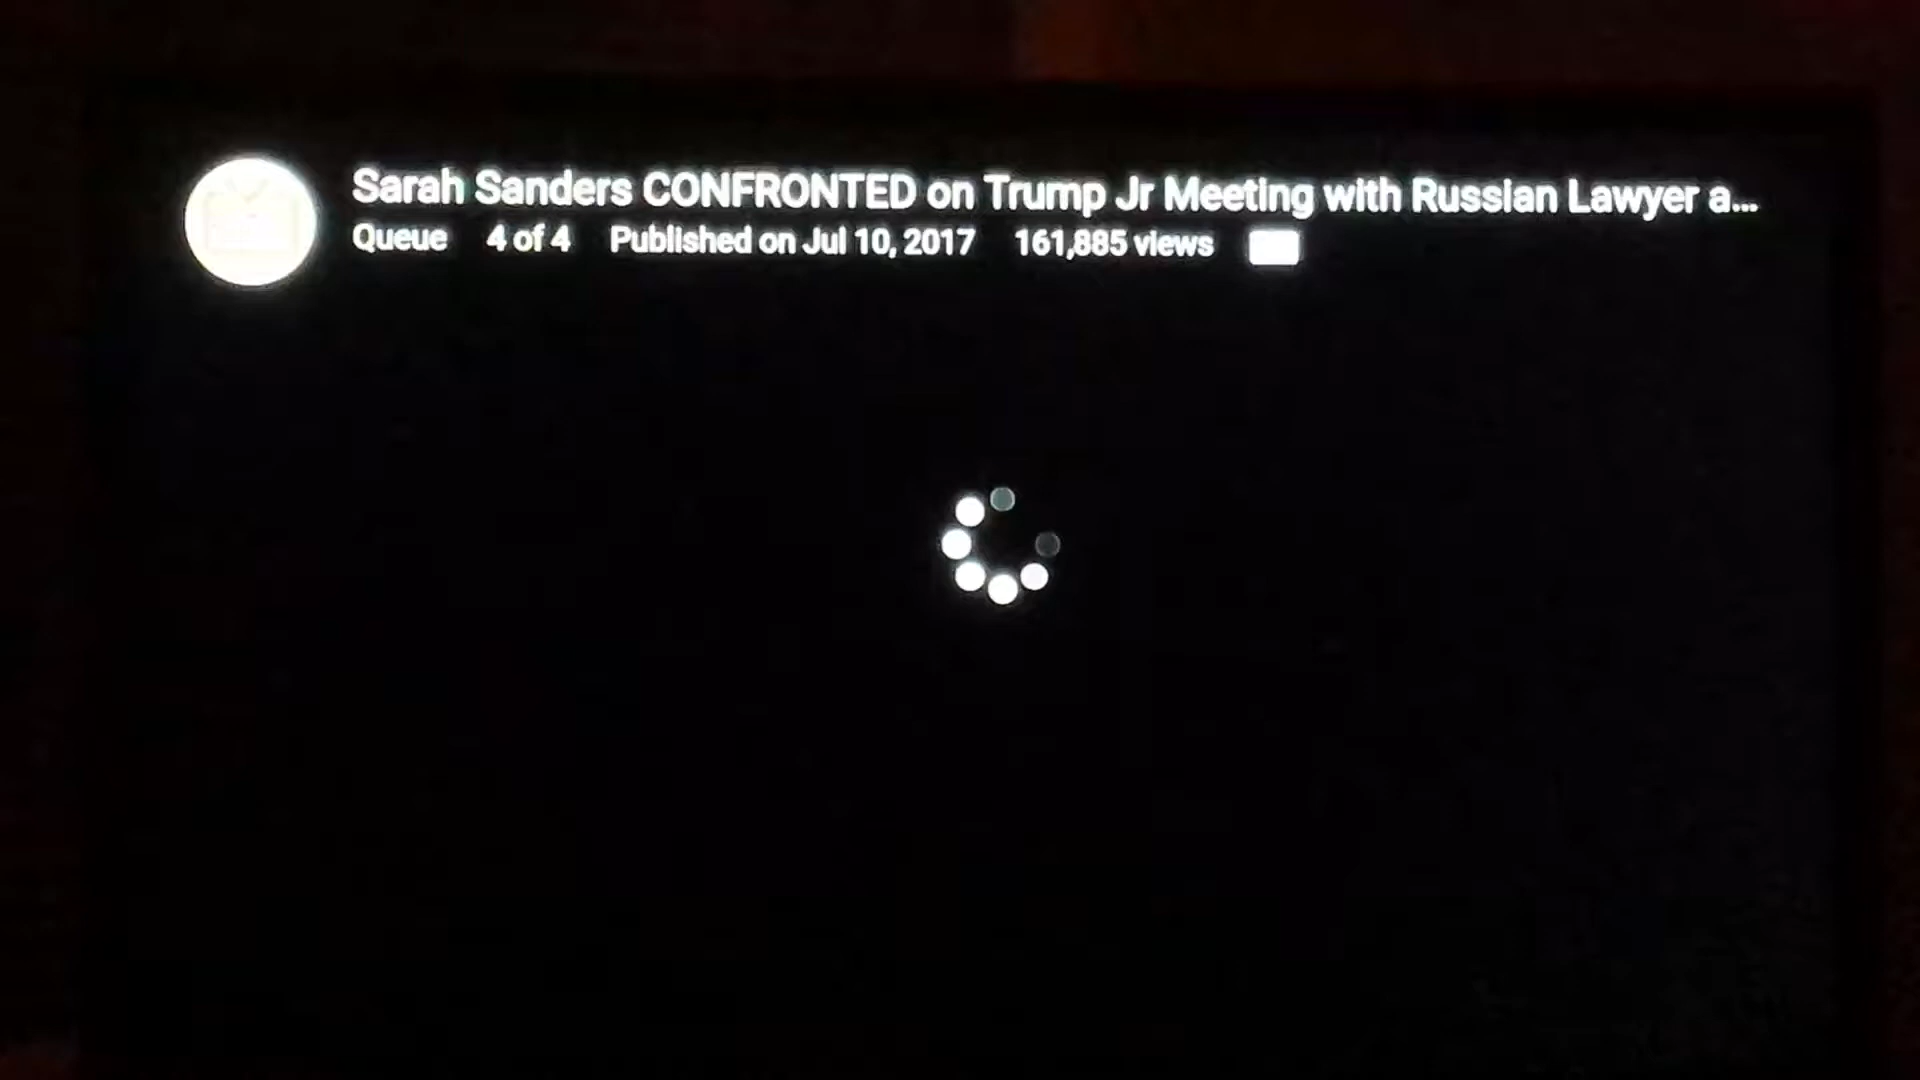 Sarah Sanders CONFRONTED on Trump Jr Meeting with Russian Lawyer a...
Queue 4 of 4 Published on Jul 10, 2017 161,885 views